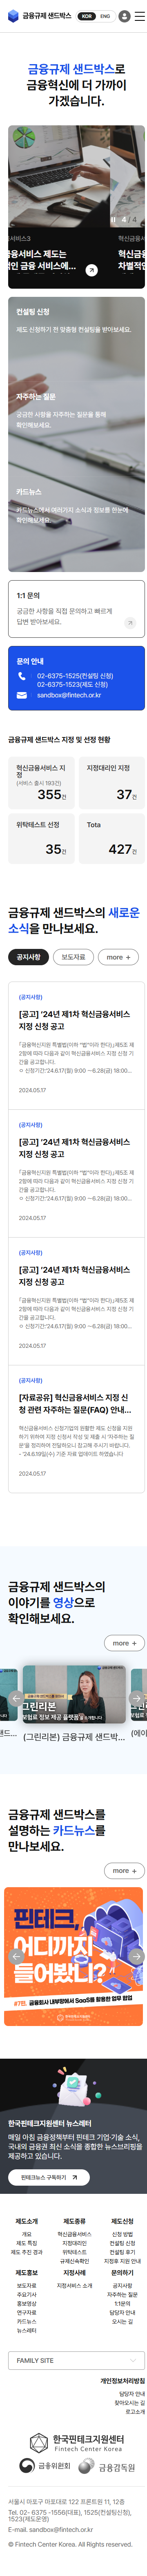 금융규제 샌드박스
KOR ENG
금융규제 샌드박스로
금융혁신에 더 가까이
가겠습니다.
4 / 4
서비스3
융서비스 제도는
적인 금융 서비스에...
혁신금융
혁신금
차별적인
컨설팅 신청
제도 신청하기 전 맞춤형 컨설팅을 받아보세요.
자주하는 질문
궁금한 사항을 자주하는 질문을 통해
확인해보세요.
카드뉴스
카드뉴스에서 여러가지 소식과 정보를 한눈에
확인해보세요.
1:1 문의
궁금한 사항을 직접 문의하고 빠르게
답변 받아보세요.
문의 안내
02-6375-1525(컨설팅 신청)
02-6375-1523(제도 신청)
sandbox@fintech.or.kr
금융규제 샌드박스 지정 및 선정 현황
혁신금융서비스 지
정
(서비스 출시 193건)
355건
지정대리인 지정
37건
위탁테스트 선정
35건
Tota
427건
금융규제 샌드박스의 새로운
소식을 만나보세요.
공지사항 보도자료 more +
(공지사항)
[공고] '24년 제1차 혁신금융서비스
지정 신청 공고
「금융혁신지원 특별법(이하 "법"이라 한다)」제5조 제
2항에 따라 다음과 같이 혁신금융서비스 지정 신청 기
간을 공고합니다.
ㅇ 신청기간:'24.6.17(월) 9:00 ~6.28(금) 18:00...
2024.05.17
(공지사항)
[공고] '24년 제1차 혁신금융서비스
지정 신청 공고
「금융혁신지원 특별법(이하 "법"이라 한다)」제5조 제
2항에 따라 다음과 같이 혁신금융서비스 지정 신청 기
간을 공고합니다.
ㅇ 신청기간:'24.6.17(월) 9:00 ~6.28(금) 18:00...
2024.05.17
(공지사항)
[공고] '24년 제1차 혁신금융서비스
지정 신청 공고
「금융혁신지원 특별법(이하 "법"이라 한다)」제5조 제
2항에 따라 다음과 같이 혁신금융서비스 지정 신청 기
간을 공고합니다.
ㅇ 신청기간:'24.6.17(월) 9:00 ~6.28(금) 18:00...
2024.05.17
(공지사항)
[자료공유] 혁신금융서비스 지정 신
청 관련 자주하는 질문(FAQ) 안내...
혁신금융서비스 신청기업의 원활한 제도 신청을 지원
하기 위하여 지정 신청서 작성 및 제출 시 '자주하는 질
문'을 정리하여 전달하오니 참고해 주시기 바랍니다.
- '24.6.19일(수) 기준 자료 업데이트 하였습니다
2024.05.17
금융규제 샌드박스의
이야기를 영상으로
확인해보세요.
more +
그린리본
보험료 정보 제공 플랫폼을 소개합니다
(그린리본) 금융규제 샌드박...
금융규제 샌드박스를
설명하는 카드뉴스를
만나보세요.
more +
핀테크,
어디까지
들어봤니?
#7편. 금융회사 내부망에서 SaaS를 활용한 업무 협업
한국핀테크지원센터 뉴스레터
매일 아침 금융정책부터 핀테크 기업·기술 소식,
국내외 금융권 최신 소식을 종합한 뉴스브리핑을
제공하고 있습니다.
핀테크뉴스 구독하기
제도소개 제도종류 제도신청
개요 혁신금융서비스 신청 방법
제도 특징 지정대리인 컨설팅 신청
제도 추진 경과 위탁테스트 컨설팅 후기
규제신속확인 지정후 지원 안내
제도홍보 지정사례 문의하기
보도자료 지정서비스 소개 공지사항
주요기사 자주하는 질문
홍보영상 1:1문의
연구자료 담당자 안내
카드뉴스 오시는 길
뉴스레터
FAMILY SITE
개인정보처리방침
담당자 안내
찾아오시는 길
로고소개
한국핀테크지원센터
Fintech Center Korea
금융위원회 금융감독원
서울시 마포구 마포대로 122 프론트원 11, 12층
Tel. 02- 6375 -1556(대표), 1525(컨설팅신청),
1523(제도운영)
E-mail. sandbox@fintech.or.kr
© Fintech Center Korea. All Rights reserved.